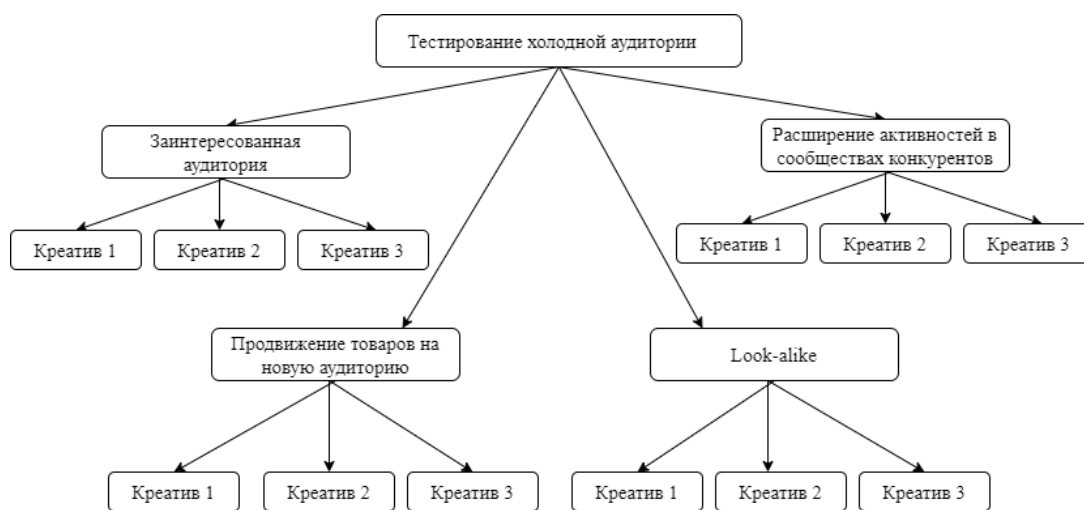 Тестирование холодной аудитории
Заинтересованная
аудитория
Расширение активностей в
сообществах конкурентов
Креатив 1
Креатив 2
Креатив 3
Креатив 1
Креатив 2
Креатив 3
Продвижение товаров на
новую аудиторию
Look-alike
Креатив 1
Креатив 2
Креатив 3
Креатив 1
Креатив 2
Креатив 3